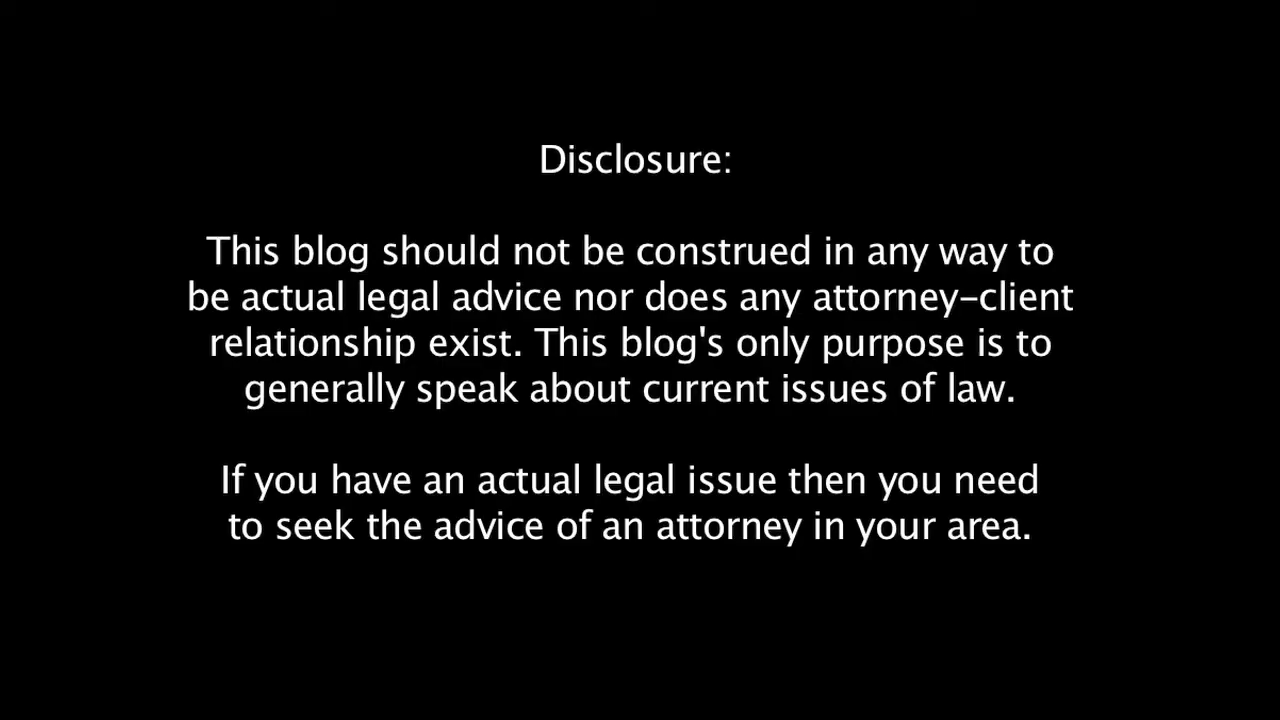 Disclosure:
This blog should not be construed in any way to
be actual legal advice nor does any attorney-client
relationship exist. This blog's only purpose is to
generally speak about current issues of law.
If you have an actual legal issue then you need
to seek the advice of an attorney in your area.